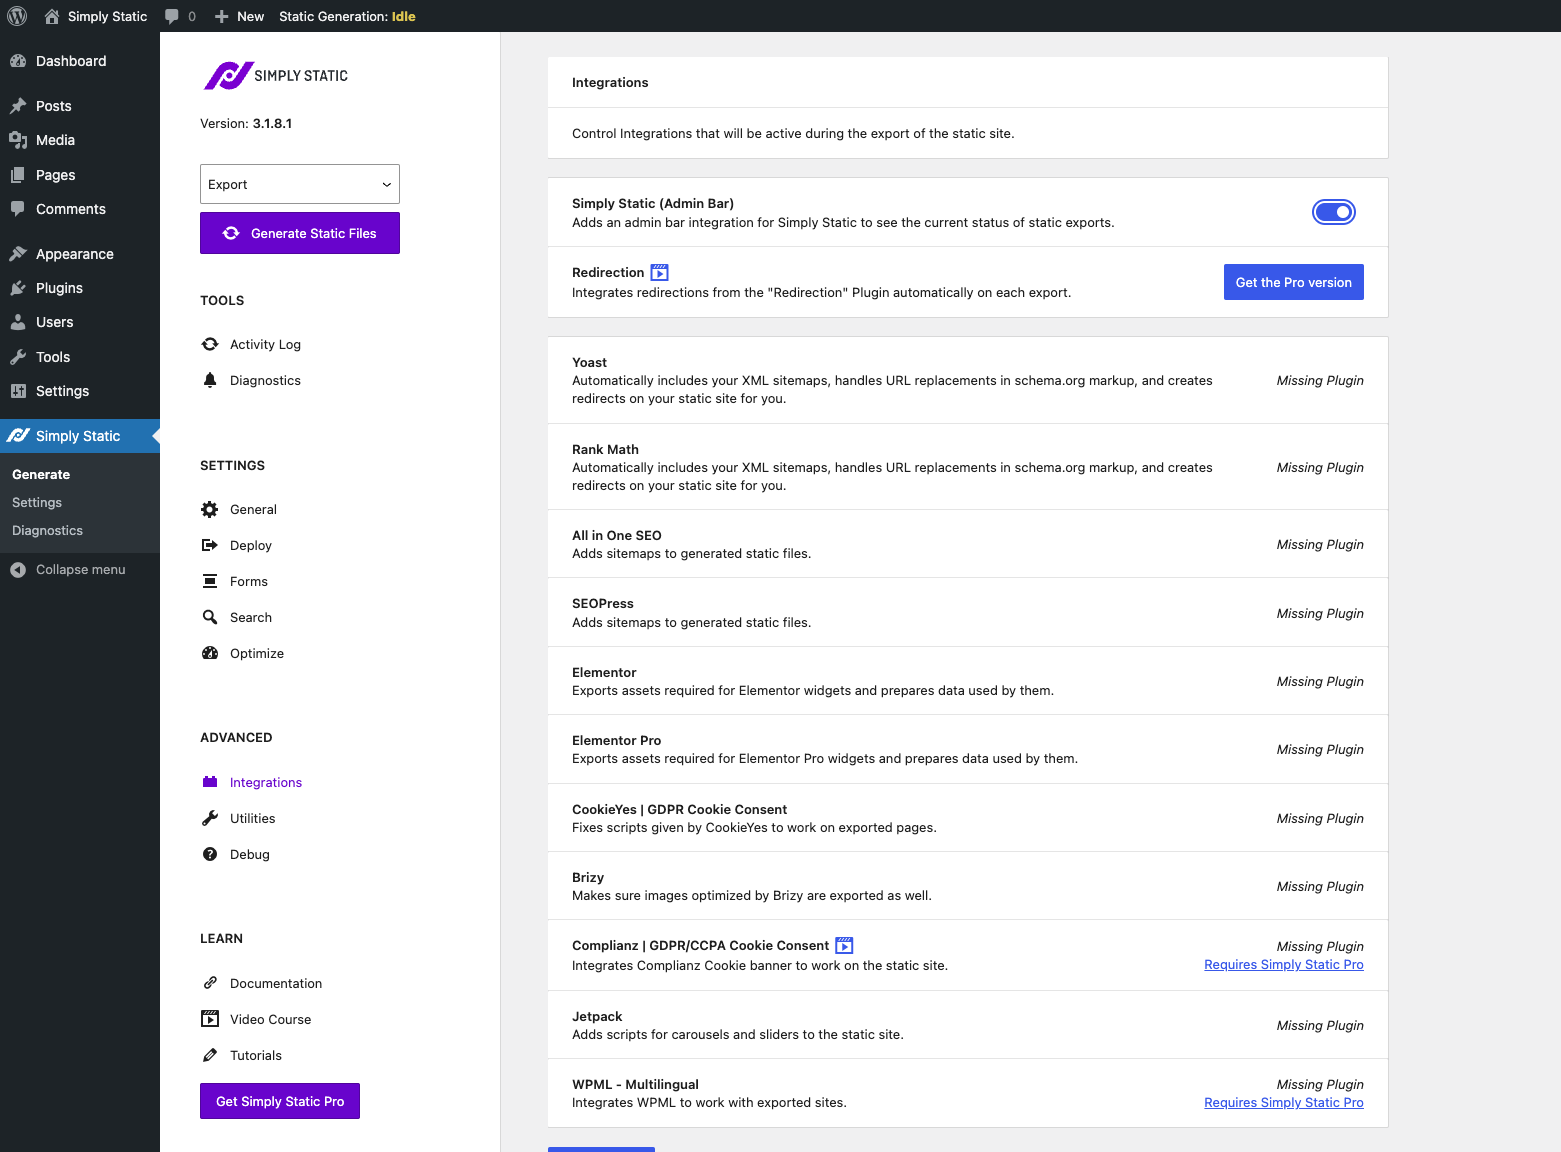 Simply Static
0
New
Static Generation: Idle
Dashboard
Posts
Media
Pages
Comments
Appearance
Plugins
Users
Tools
Settings
Simply Static
Generate
Settings
Diagnostics
Collapse menu
SIMPLY STATIC
Version: 3.1.8.1
Export
Generate Static Files
TOOLS
Activity Log
Diagnostics
SETTINGS
General
Deploy
Forms
Search
Optimize
ADVANCED
Integrations
Utilities
Debug
LEARN
Documentation
Video Course
Tutorials
Get Simply Static Pro
Integrations
Control Integrations that will be active during the export of the static site.
Simply Static (Admin Bar)
Adds an admin bar integration for Simply Static to see the current status of static exports.
Redirection
Integrates redirections from the "Redirection" Plugin automatically on each export.
Get the Pro version
Yoast
Automatically includes your XML sitemaps, handles URL replacements in schema.org markup, and creates
redirects on your static site for you.
Missing Plugin
Rank Math
Automatically includes your XML sitemaps, handles URL replacements in schema.org markup, and creates
redirects on your static site for you.
Missing Plugin
All in One SEO
Adds sitemaps to generated static files.
Missing Plugin
SEOPress
Adds sitemaps to generated static files.
Missing Plugin
Elementor
Exports assets required for Elementor widgets and prepares data used by them.
Missing Plugin
Elementor Pro
Exports assets required for Elementor Pro widgets and prepares data used by them.
Missing Plugin
CookieYes | GDPR Cookie Consent
Fixes scripts given by CookieYes to work on exported pages.
Missing Plugin
Brizy
Makes sure images optimized by Brizy are exported as well.
Missing Plugin
Complianz | GDPR/CCPA Cookie Consent
Integrates Complianz Cookie banner to work on the static site.
Missing Plugin
Requires Simply Static Pro
Jetpack
Adds scripts for carousels and sliders to the static site.
Missing Plugin
WPML - Multilingual
Integrates WPML to work with exported sites.
Missing Plugin
Requires Simply Static Pro